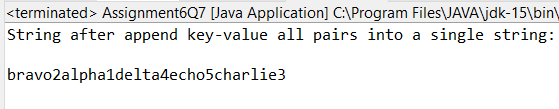 <terminated> Assignment6Q7 [Java Application] C:\Program Files\JAVA\jdk-15\bin\
String after append key-value all pairs into a single string:
bravo2alpha1delta4echo5charlie3